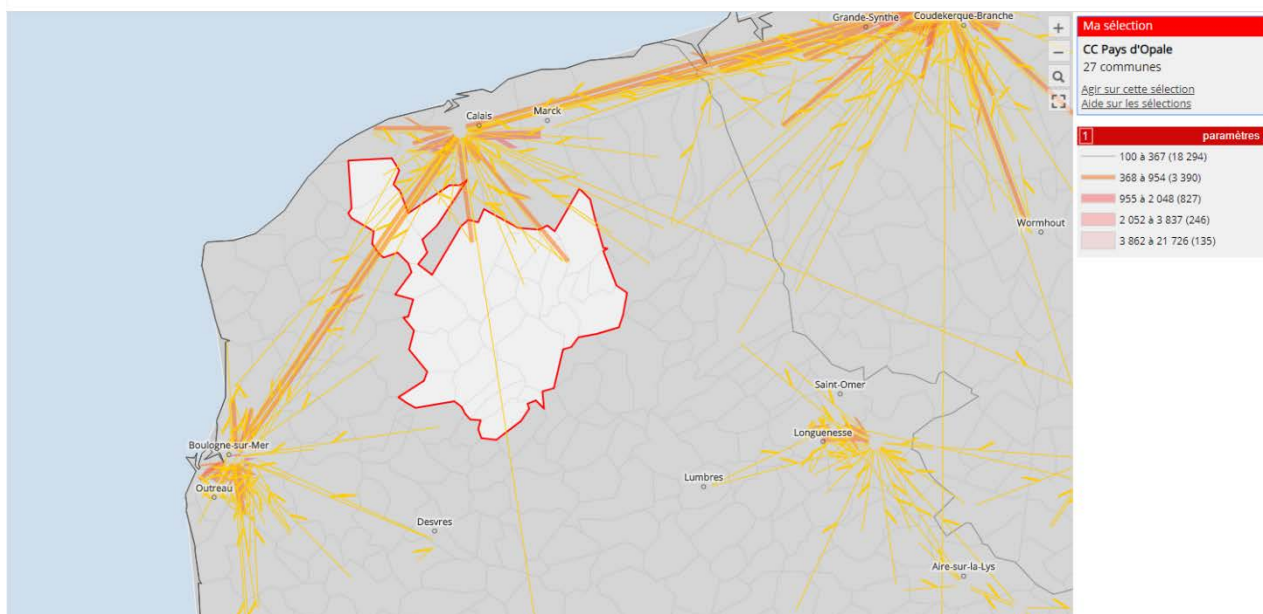 Grande-Synthe
Coudekerque-Branche
Calais
Marck
Wormhout
Saint-Omer
Boulogne-sur-Mer
Longuenesse
Outreau
Lumbres
Desvres
Aire-sur-la-Lys
+
−
Ma sélection
CC Pays d'Opale
27 communes
Agir sur cette sélection
Aide sur les sélections
1 paramètres
100 à 367 (18 294)
368 à 954 (3 390)
955 à 2 048 (827)
2 052 à 3 837 (246)
3 862 à 21 726 (135)